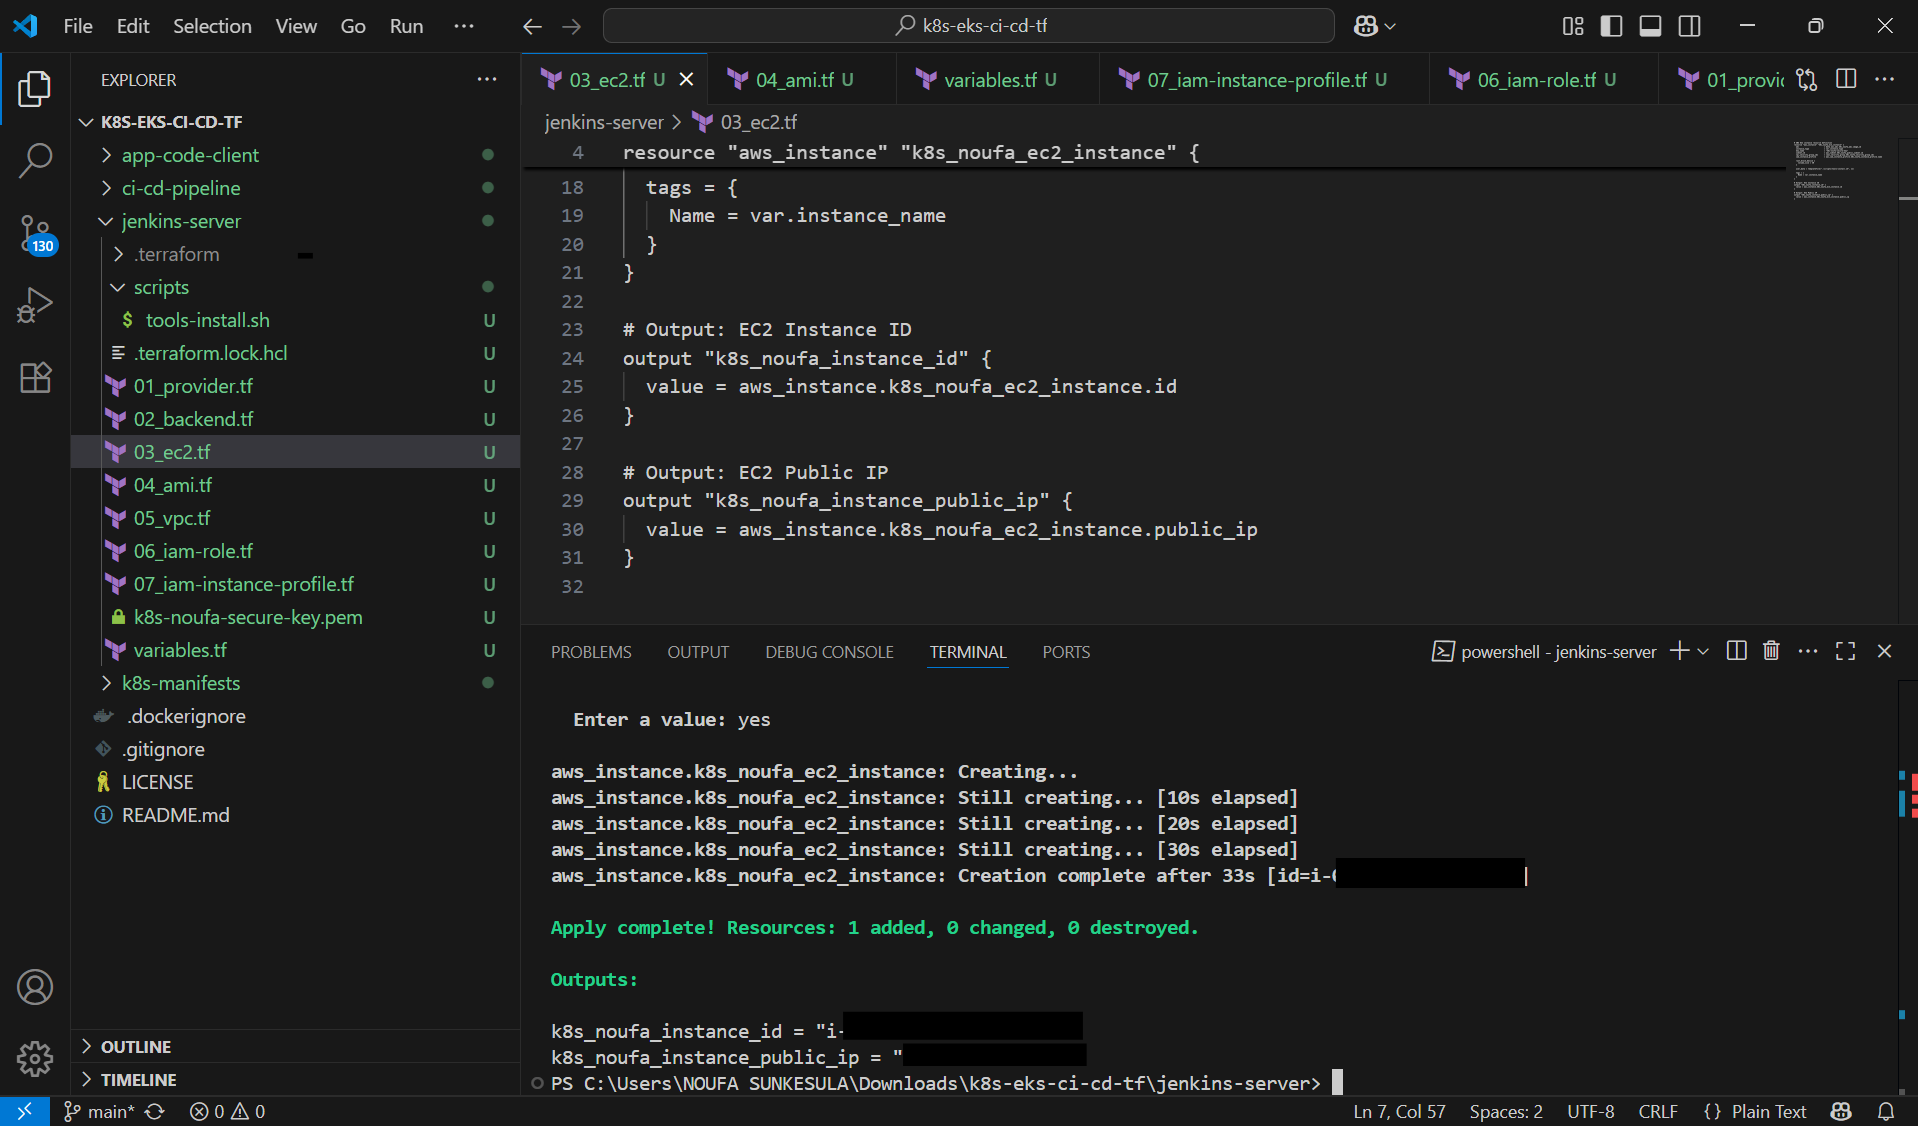 File Edit Selection View Go Run ···
k8s-eks-ci-cd-tf
EXPLORER ···
K8S-EKS-CI-CD-TF
app-code-client
ci-cd-pipeline
jenkins-server
.terraform
scripts
$ tools-install.sh U
.terraform.lock.hcl U
01_provider.tf U
02_backend.tf U
03_ec2.tf U
04_ami.tf U
05_vpc.tf U
06_iam-role.tf U
07_iam-instance-profile.tf U
k8s-noufa-secure-key.pem U
variables.tf U
k8s-manifests
.dockerignore
.gitignore
LICENSE
README.md
OUTLINE
TIMELINE
130
03_ec2.tf U 04_ami.tf U variables.tf U 07_iam-instance-profile.tf U 06_iam-role.tf U 01_provid
jenkins-server > 03_ec2.tf
4 resource "aws_instance" "k8s_noufa_ec2_instance" {
18 tags = {
19 Name = var.instance_name
20 }
21 }
22
23 # Output: EC2 Instance ID
24 output "k8s_noufa_instance_id" {
25 value = aws_instance.k8s_noufa_ec2_instance.id
26 }
27
28 # Output: EC2 Public IP
29 output "k8s_noufa_instance_public_ip" {
30 value = aws_instance.k8s_noufa_ec2_instance.public_ip
31 }
32
PROBLEMS OUTPUT DEBUG CONSOLE TERMINAL PORTS powershell - jenkins-server
Enter a value: yes
aws_instance.k8s_noufa_ec2_instance: Creating...
aws_instance.k8s_noufa_ec2_instance: Still creating... [10s elapsed]
aws_instance.k8s_noufa_ec2_instance: Still creating... [20s elapsed]
aws_instance.k8s_noufa_ec2_instance: Still creating... [30s elapsed]
aws_instance.k8s_noufa_ec2_instance: Creation complete after 33s [id=i-
Apply complete! Resources: 1 added, 0 changed, 0 destroyed.
Outputs:
k8s_noufa_instance_id = "i-
k8s_noufa_instance_public_ip = "
PS C:\Users\NOUFA SUNKESULA\Downloads\k8s-eks-ci-cd-tf\jenkins-server>
main* 0 0 Ln 7, Col 57 Spaces: 2 UTF-8 CRLF {} Plain Text